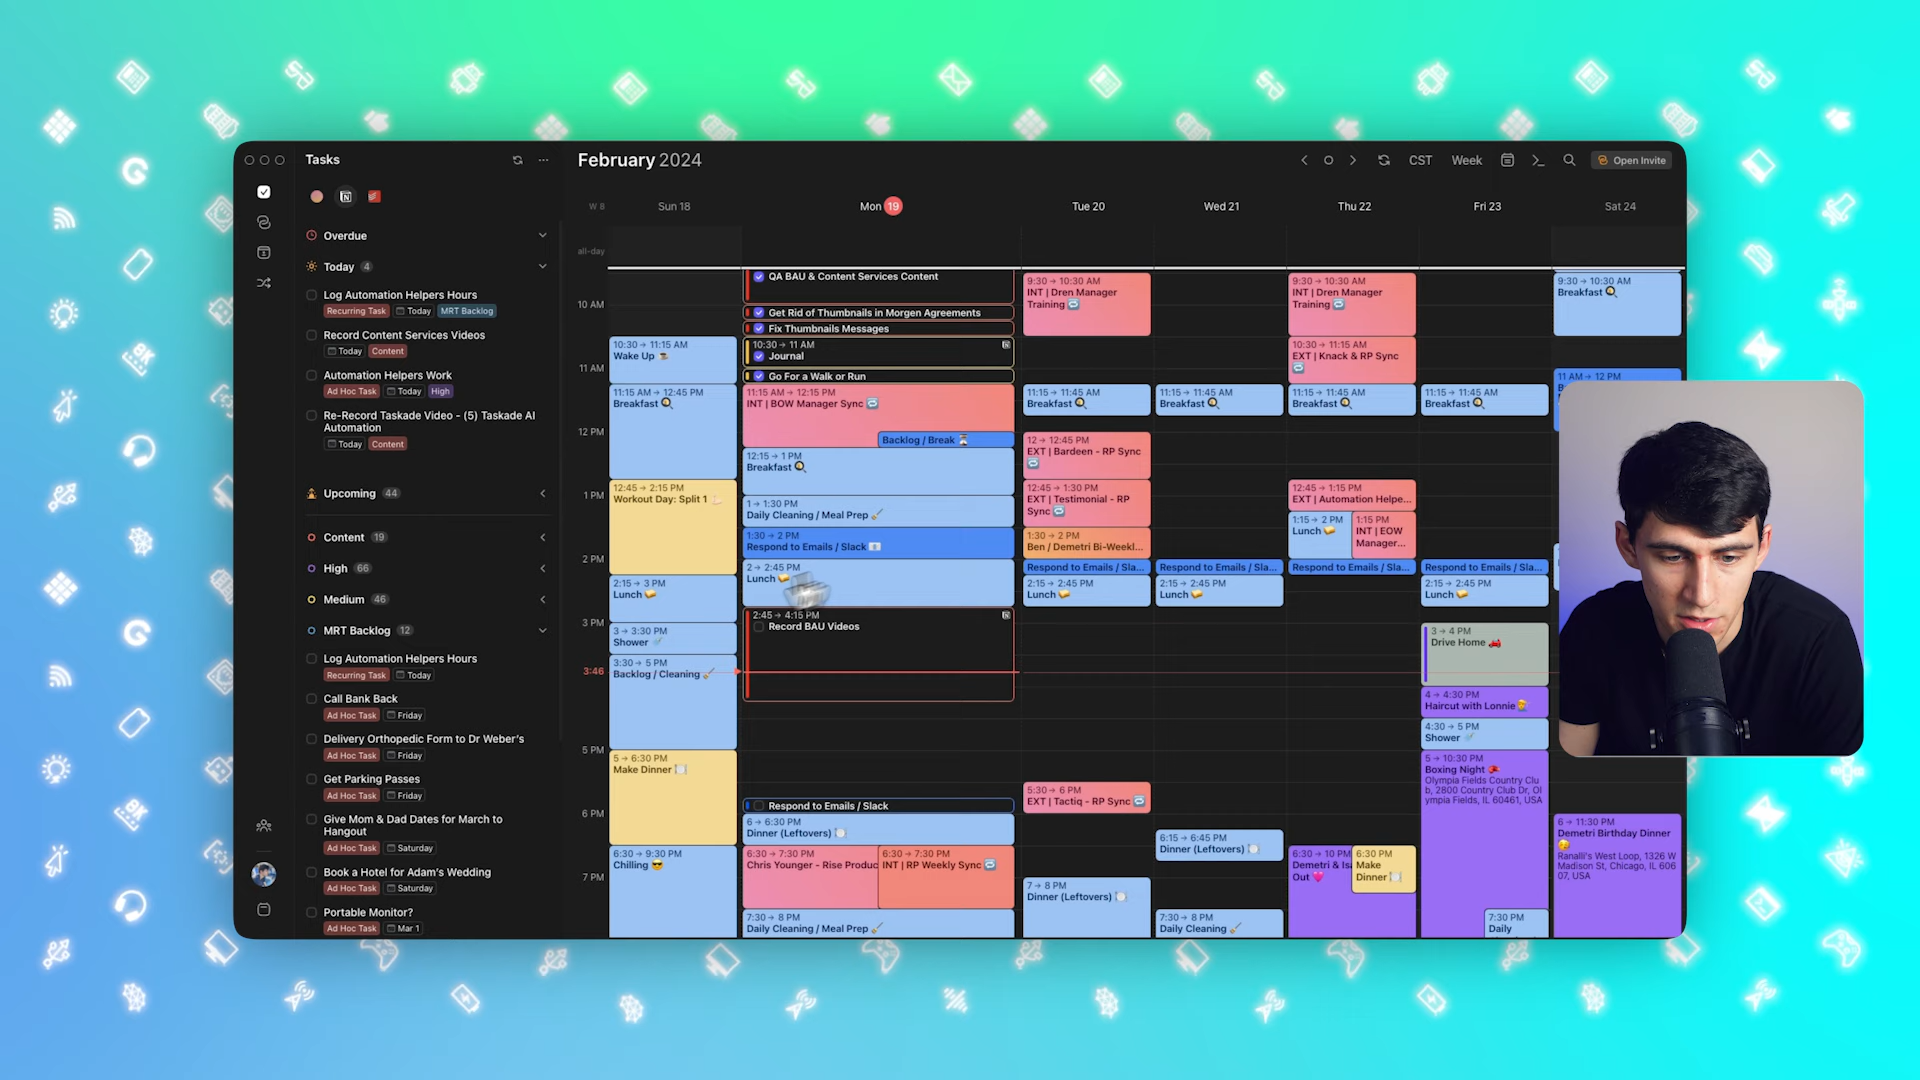 Tasks
February 2024
CST
Week
Open Invite
W 8
Sun 18
Mon 19
Tue 20
Wed 21
Thu 22
Fri 23
Sat 24
all-day
Overdue
Today 4
Log Automation Helpers Hours
Recurring Task Today MRT Backlog
Record Content Services Videos
Today Content
Automation Helpers Work
Ad Hoc Task Today High
Re-Record Taskade Video - (5) Taskade AI
Automation
Today Content
Upcoming 44
Content 19
High 66
Medium 46
MRT Backlog 12
Log Automation Helpers Hours
Recurring Task Today
Call Bank Back
Ad Hoc Task Friday
Delivery Orthopedic Form to Dr Weber's
Ad Hoc Task Friday
Get Parking Passes
Ad Hoc Task Friday
Give Mom & Dad Dates for March to
Hangout
Ad Hoc Task Saturday
Book a Hotel for Adam's Wedding
Ad Hoc Task Saturday
Portable Monitor?
Ad Hoc Task Mar 1
10 AM
11 AM
12 PM
1 PM
2 PM
3 PM
3:46
5 PM
6 PM
7 PM
10:30 → 11:15 AM
Wake Up
11:15 AM → 12:45 PM
Breakfast
12:45 → 2:15 PM
Workout Day: Split 1
2:15 → 3 PM
Lunch
3 → 3:30 PM
Shower
3:30 → 5 PM
Backlog / Cleaning
5 → 6:30 PM
Make Dinner
6:30 → 9:30 PM
Chilling
QA BAU & Content Services Content
Get Rid of Thumbnails in Morgen Agreements
Fix Thumbnails Messages
10:30 → 11 AM
Journal
Go For a Walk or Run
11:15 AM → 12:15 PM
INT | BOW Manager Sync
Backlog / Break
12:15 → 1 PM
Breakfast
1 → 1:30 PM
Daily Cleaning / Meal Prep
1:30 → 2 PM
Respond to Emails / Slack
2 → 2:45 PM
Lunch
2:45 → 4:15 PM
Record BAU Videos
Respond to Emails / Slack
6 → 6:30 PM
Dinner (Leftovers)
6:30 → 7:30 PM
Chris Younger - Rise Produc
6:30 → 7:30 PM
INT | RP Weekly Sync
7:30 → 8 PM
Daily Cleaning / Meal Prep
9:30 → 10:30 AM
INT | Dren Manager
Training
11:15 → 11:45 AM
Breakfast
12 → 12:45 PM
EXT | Bardeen - RP Sync
12:45 → 1:30 PM
EXT | Testimonial - RP
Sync
1:30 → 2 PM
Ben / Demetri Bi-Weekl...
Respond to Emails / Sla...
2:15 → 2:45 PM
Lunch
5:30 → 6 PM
EXT | Tactiq - RP Sync
7 → 8 PM
Dinner (Leftovers)
11:15 → 11:45 AM
Breakfast
Respond to Emails / Sla...
2:15 → 2:45 PM
Lunch
6:15 → 6:45 PM
Dinner (Leftovers)
7:30 → 8 PM
Daily Cleaning
9:30 → 10:30 AM
INT | Dren Manager
Training
10:30 → 11:15 AM
EXT | Knack & RP Sync
11:15 → 11:45 AM
Breakfast
12:45 → 1:15 PM
EXT | Automation Helpe...
1:15 → 2 PM
Lunch
1:15 PM
INT | EOW
Manager...
Respond to Emails / Sla...
6:30 → 10 PM
Demetri & Is
Out
6:30 PM
Make
Dinner
11:15 → 11:45 AM
Breakfast
Respond to Emails / Sla...
2:15 → 2:45 PM
Lunch
3 → 4 PM
Drive Home
4 → 4:30 PM
Haircut with Lonnie
4:30 → 5 PM
Shower
5 → 10:30 PM
Boxing Night
Olympia Fields Country Clu
b, 2800 Country Club Dr, Ol
ympia Fields, IL 60461, USA
7:30 PM
Daily
9:30 → 10:30 AM
Breakfast
11 AM → 12 PM
6 → 11:30 PM
Demetri Birthday Dinner
Ranalli's West Loop, 1326 W
Madison St, Chicago, IL 606
07, USA